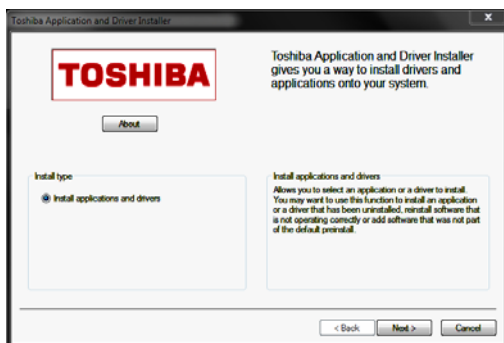 Toshiba Application and Driver Installer
x
TOSHIBA
Toshiba Application and Driver Installer
gives you a way to install drivers and
applications onto your system.
About
Install type
Install applications and drivers
Install applications and drivers
Allows you to select an application or a driver to install.
You may want to use this function to install an application
or a driver that has been uninstalled, reinstall software that
is not operating correctly or add software that was not part
of the default preinstall.
< Back
Next >
Cancel